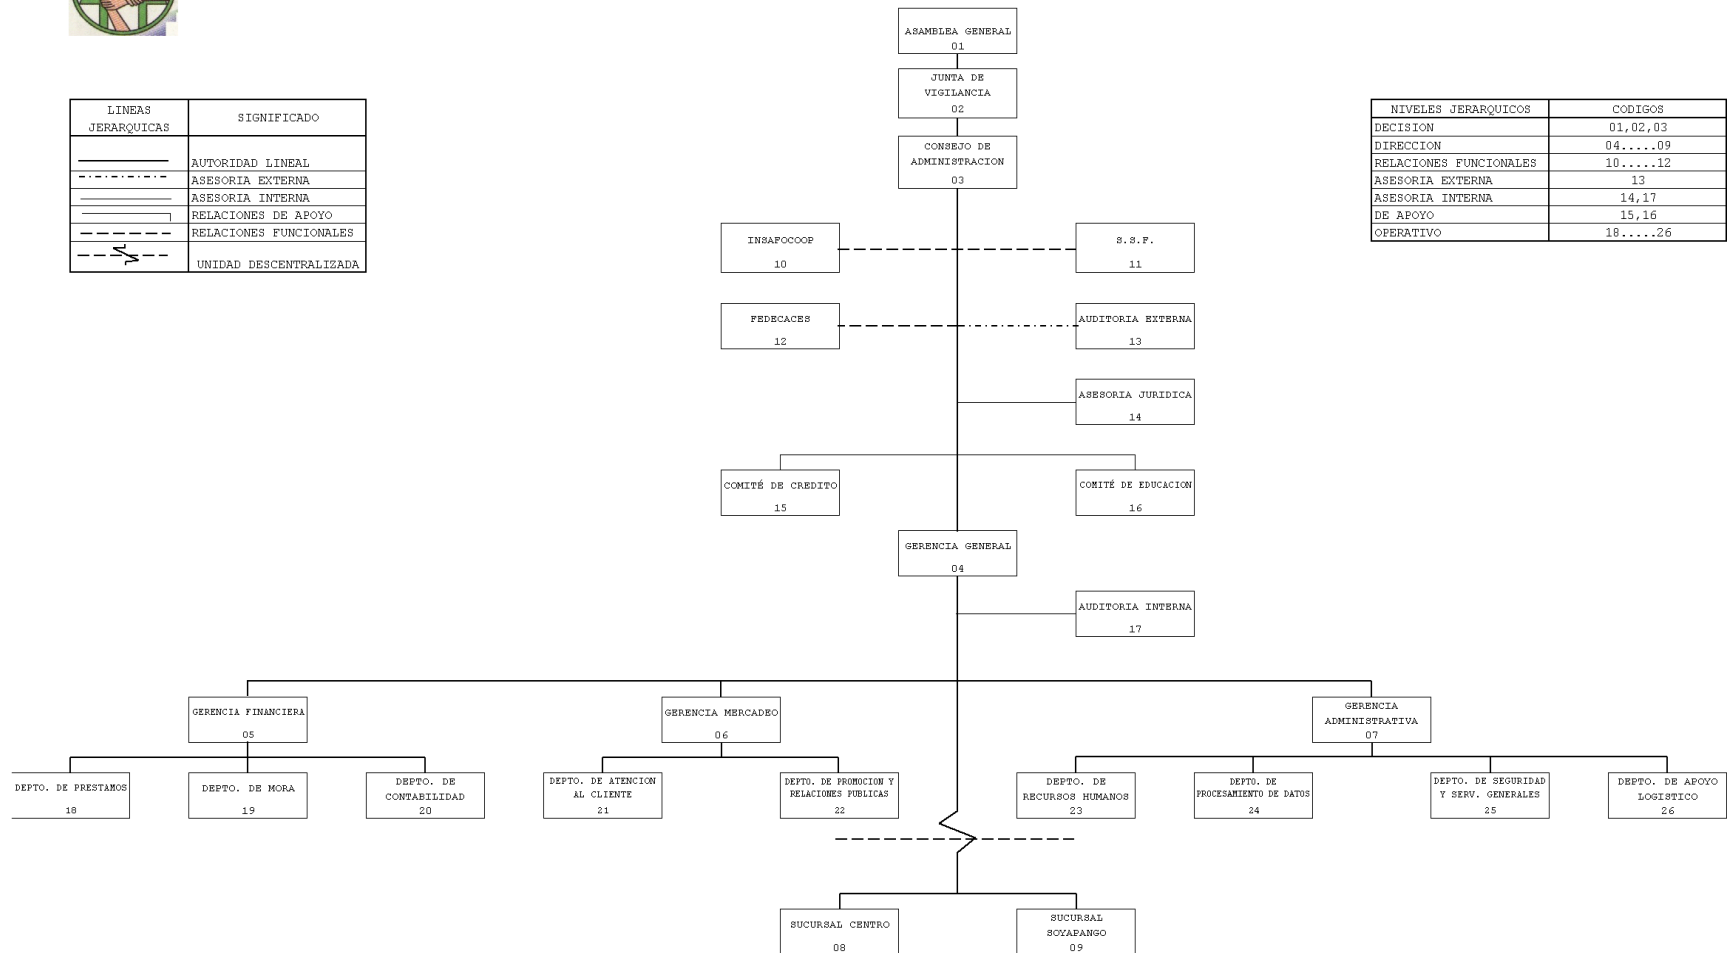 ASAMBLEA GENERAL
01
JUNTA DE
VIGILANCIA
02
CONSEJO DE
ADMINISTRACION
03
LINEAS
JERARQUICAS
SIGNIFICADO
AUTORIDAD LINEAL
ASESORIA EXTERNA
ASESORIA INTERNA
RELACIONES DE APOYO
RELACIONES FUNCIONALES
UNIDAD DESCENTRALIZADA
NIVELES JERARQUICOS CODIGOS
DECISION 01,02,03
DIRECCION 04.....09
RELACIONES FUNCIONALES 10.....12
ASESORIA EXTERNA 13
ASESORIA INTERNA 14,17
DE APOYO 15,16
OPERATIVO 18.....26
INSAFOCOOP
10
S.S.F.
11
FEDECACES
12
AUDITORIA EXTERNA
13
ASESORIA JURIDICA
14
COMITÉ DE CREDITO
15
COMITÉ DE EDUCACION
16
GERENCIA GENERAL
04
AUDITORIA INTERNA
17
GERENCIA FINANCIERA
05
GERENCIA MERCADEO
06
GERENCIA
ADMINISTRATIVA
07
DEPTO. DE PRESTAMOS
18
DEPTO. DE MORA
19
DEPTO. DE
CONTABILIDAD
20
DEPTO. DE ATENCION
AL CLIENTE
21
DEPTO. DE PROMOCION Y
RELACIONES PUBLICAS
22
DEPTO. DE
RECURSOS HUMANOS
23
DEPTO. DE
PROCESAMIENTO DE DATOS
24
DEPTO. DE SEGURIDAD
Y SERV. GENERALES
25
DEPTO. DE APOYO
LOGISTICO
26
SUCURSAL CENTRO
08
SUCURSAL
SOYAPANGO
09